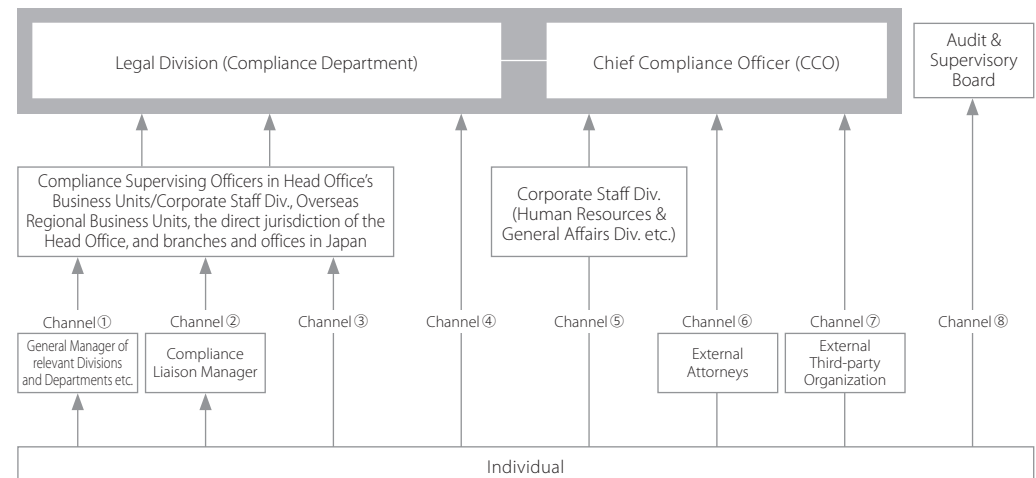 Legal Division (Compliance Department)
Chief Compliance Officer (CCO)
Audit &
Supervisory
Board
Compliance Supervising Officers in Head Office's
Business Units/Corporate Staff Div., Overseas
Regional Business Units, the direct jurisdiction of the
Head Office, and branches and offices in Japan
Corporate Staff Div.
(Human Resources &
General Affairs Div. etc.)
Channel①
Channel②
Channel③
Channel④
Channel⑤
Channel⑥
Channel⑦
Channel⑧
General Manager of
relevant Divisions
and Departments etc.
Compliance
Liaison Manager
External
Attorneys
External
Third-party
Organization
Individual